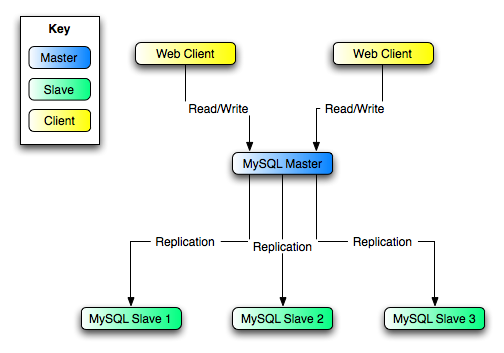 Key
Master
Slave
Client
Web Client
Web Client
Read/Write
Read/Write
MySQL Master
Replication
Replication
Replication
MySQL Slave 1
MySQL Slave 2
MySQL Slave 3